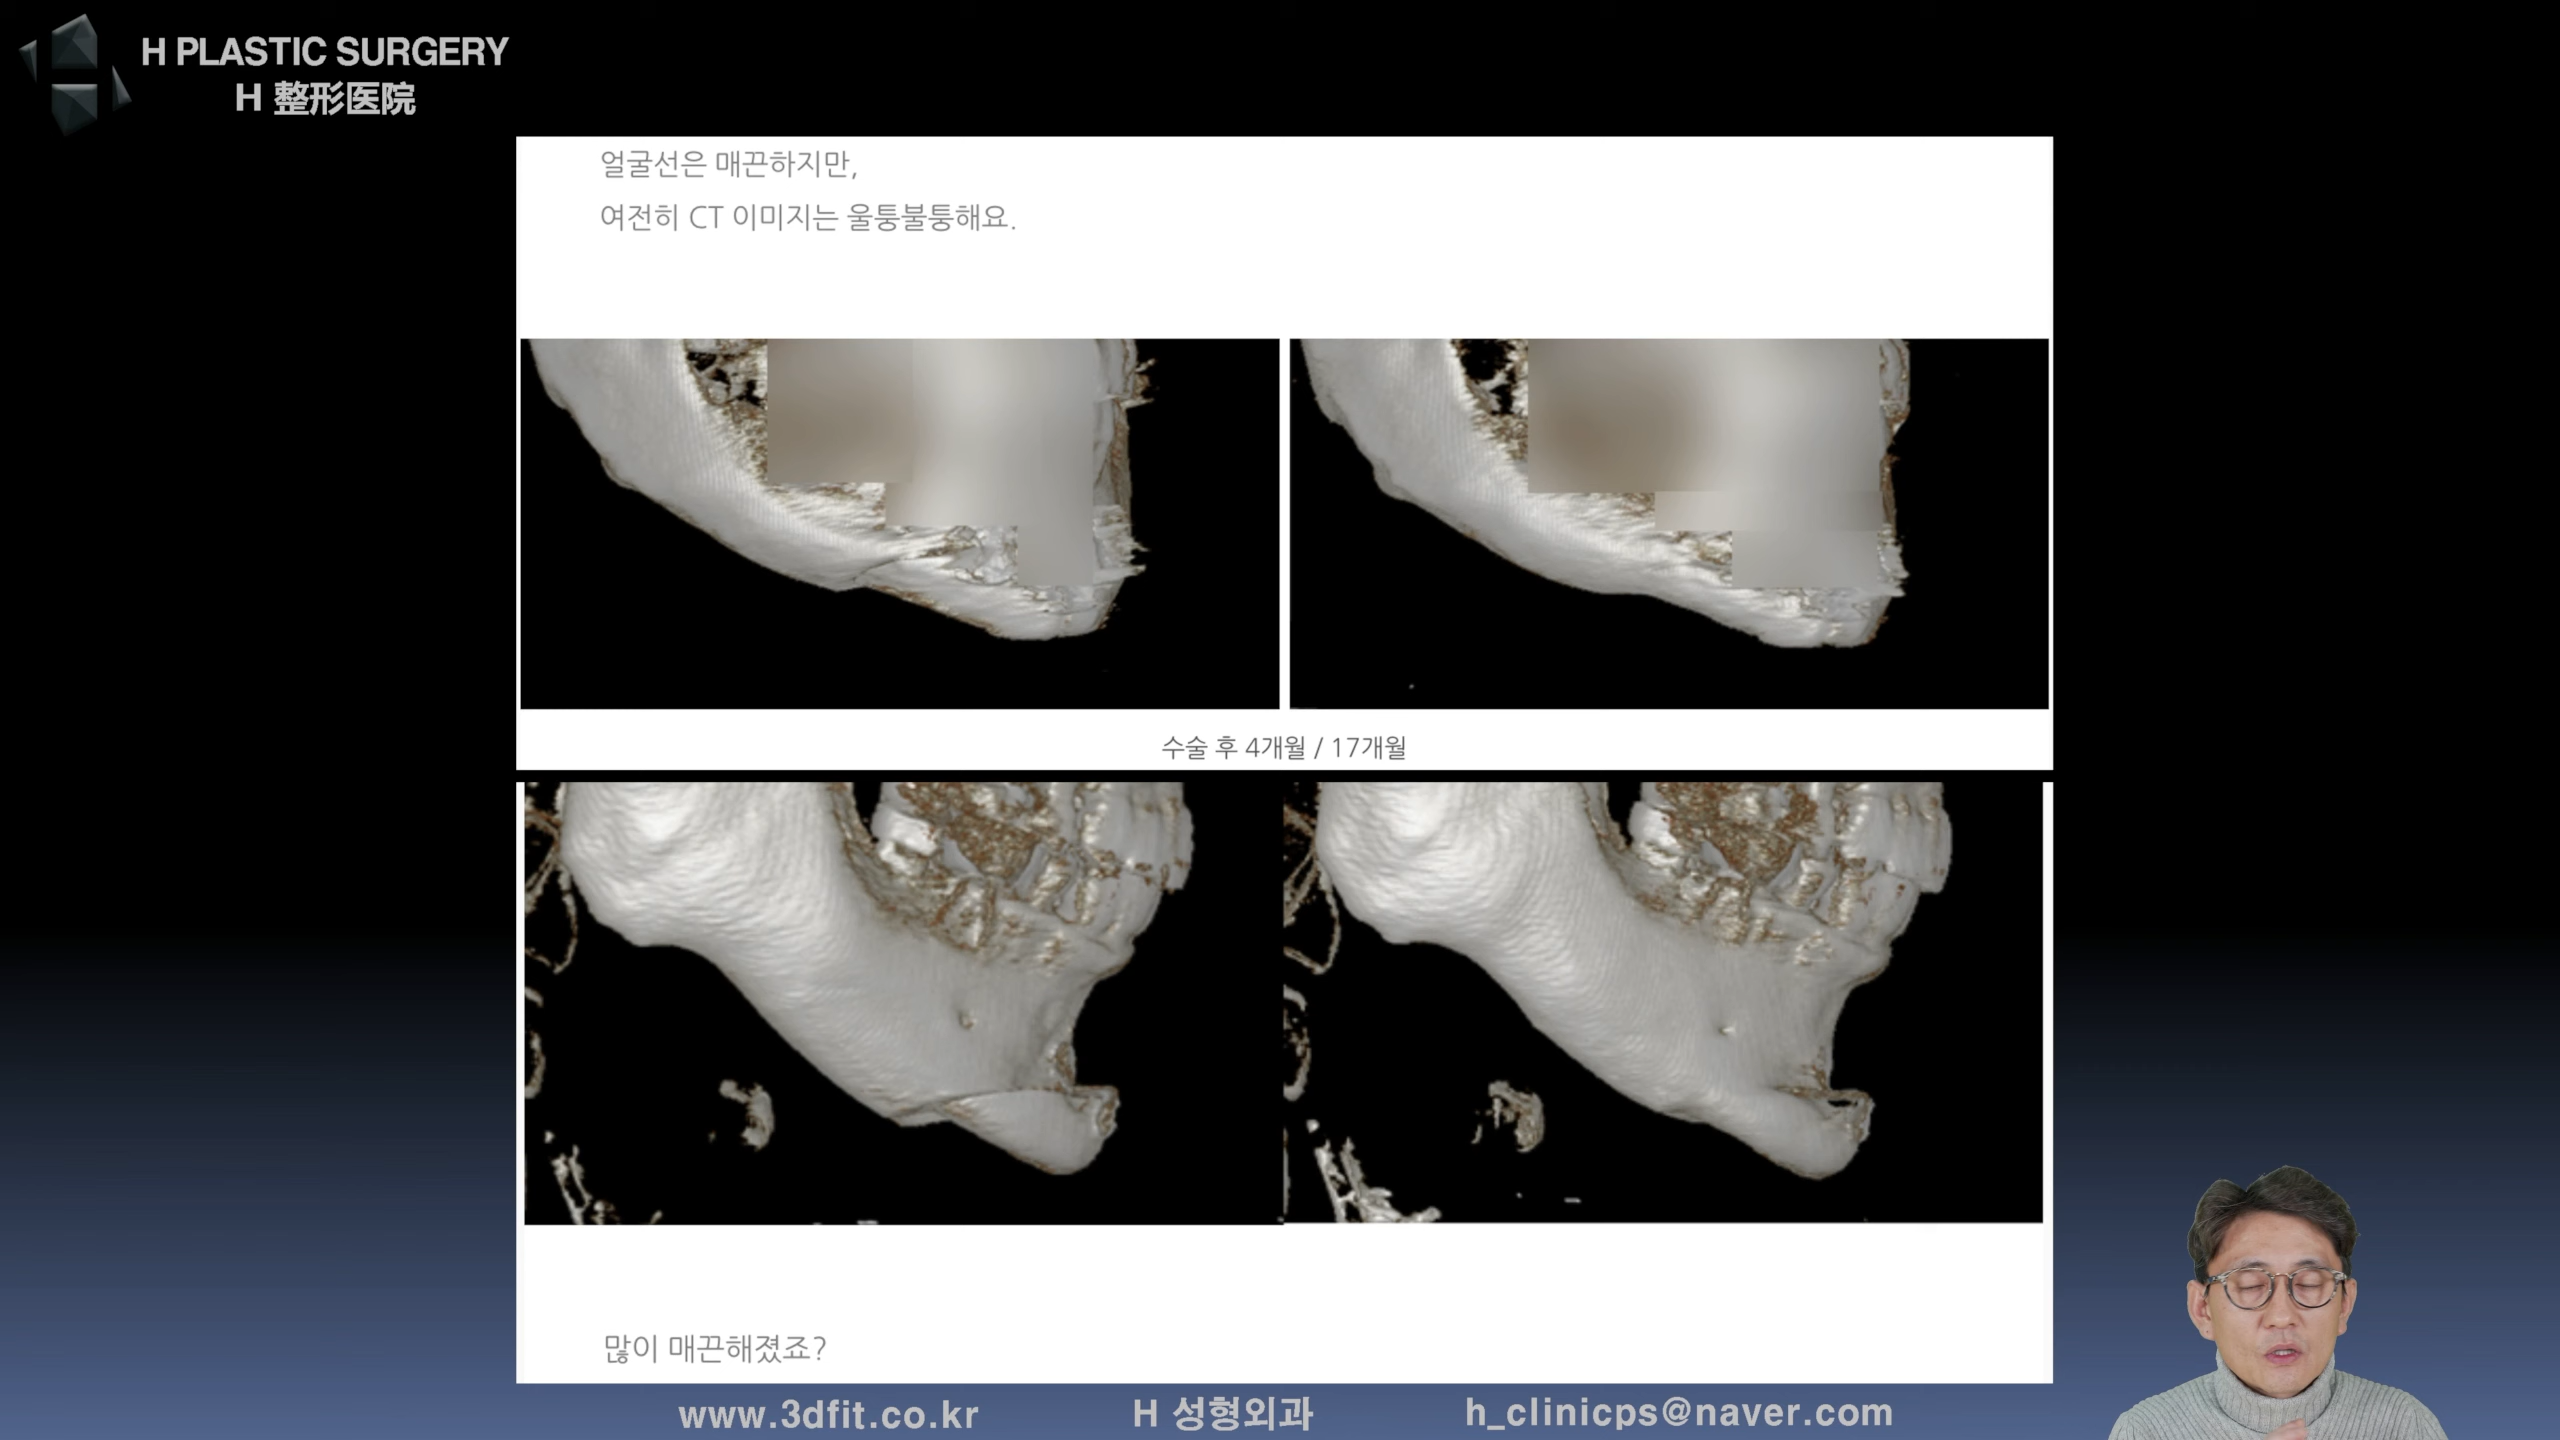 H PLASTIC SURGERY
H 整形医院
얼굴선은 매끈하지만,
여전히 CT 이미지는 울퉁불퉁해요.
수술 후 4개월 / 17개월
많이 매끈해졌죠?
www.3dfit.co.kr
H 성형외과
h_clinicps@naver.com